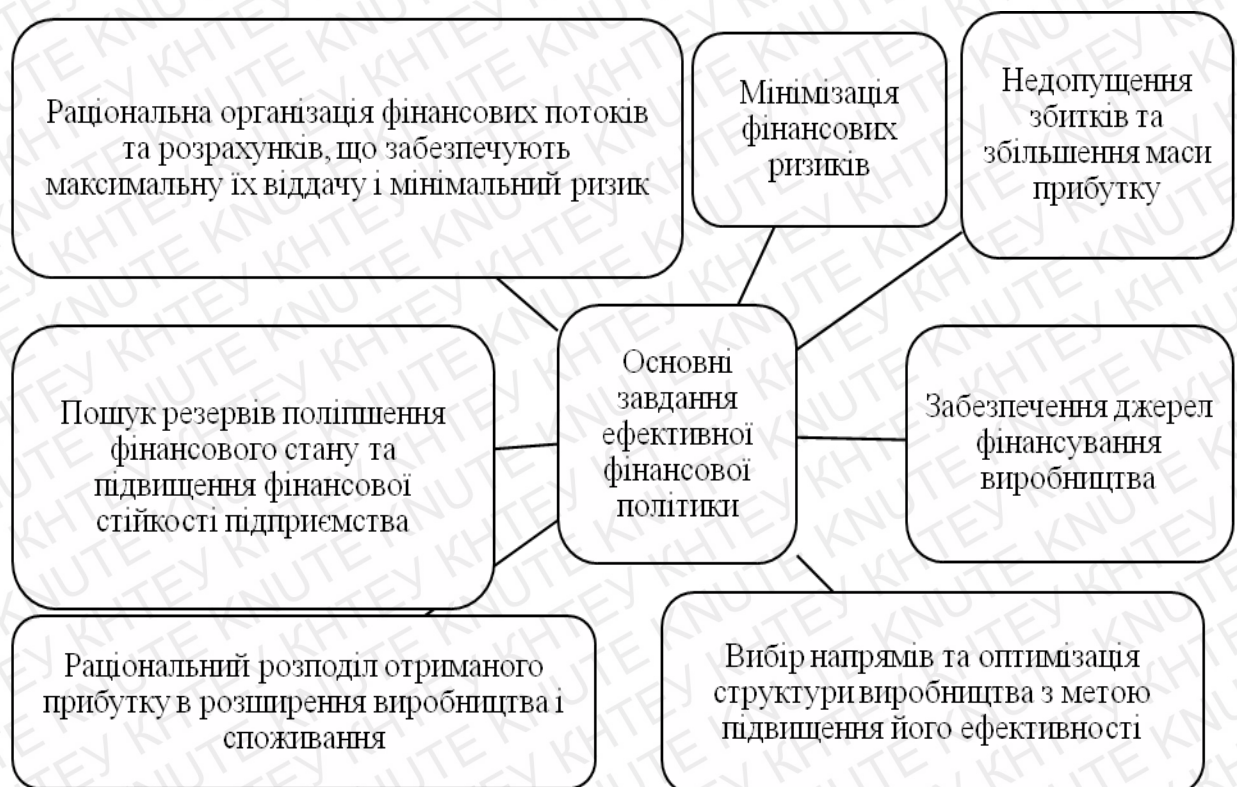 Раціональна організація фінансових потоків
та розрахунків, що забезпечують
максимальну їх віддачу і мінімальний ризик
Мінімізація
фінансових
ризиків
Недопущення
збитків та
збільшення маси
прибутку
Пошук резервів поліпшення
фінансового стану та
підвищення фінансової
стійкості підприємства
Основні
завдання
ефективної
фінансової
політики
Забезпечення джерел
фінансування
виробництва
Раціональний розподіл отриманого
прибутку в розширення виробництва і
споживання
Вибір напрямів та оптимізація
структури виробництва з метою
підвищення його ефективності